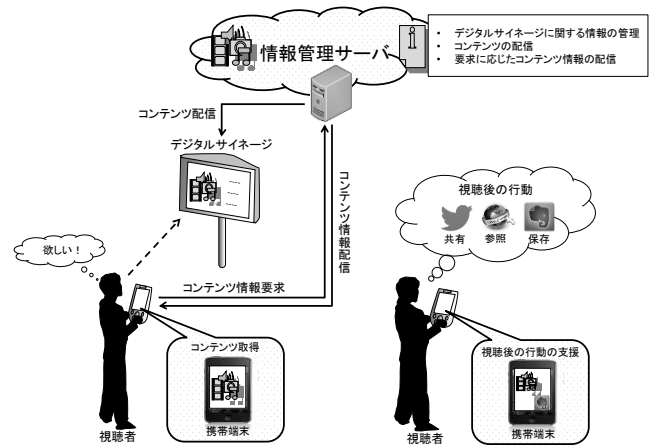 情報管理サーバ
• デジタルサイネージに関する情報の管理
• コンテンツの配信
• 要求に応じたコンテンツ情報の配信
コンテンツ配信
デジタルサイネージ
コンテンツ情報配信
欲しい！
コンテンツ情報要求
コンテンツ取得
携帯端末
視聴者
視聴後の行動
共有
参照
保存
視聴後の行動の支援
携帯端末
視聴者